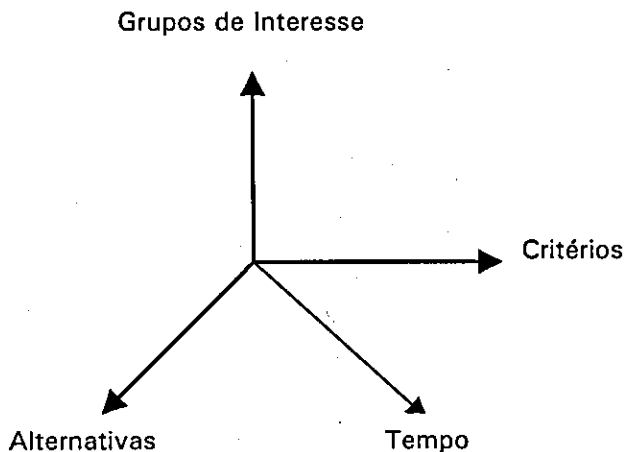 Grupos de Interesse
Critérios
Alternativas
Tempo